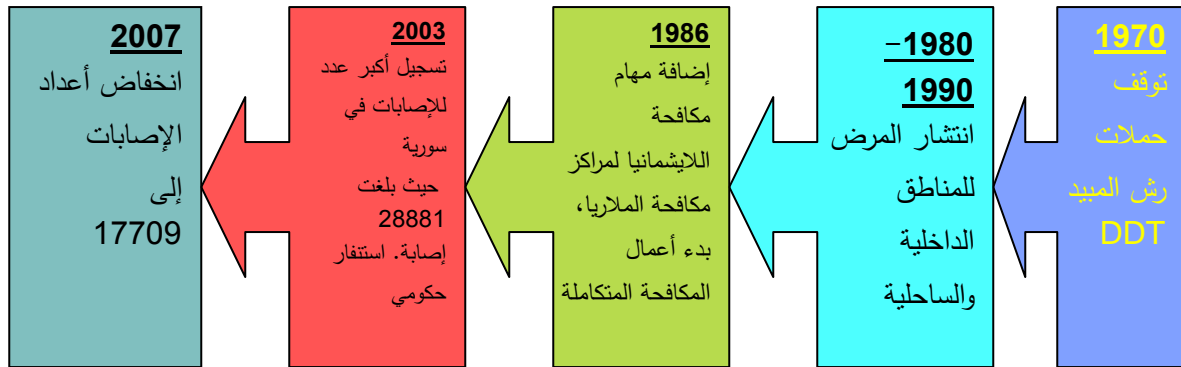 1970
توقف
حملات
رش المبيد
DDT
1980–
1990
انتشار المرض
للمناطق
الداخلية
والساحلية
1986
إضافة مهام
مكافحة
اللايشمانيا لمراكز
مكافحة الملاريا،
بدء أعمال
المكافحة المتكاملة
2003
تسجيل أكبر عدد
للإصابات في
سورية
حيث بلغت
28881
إصابة. استنفار
حكومي
2007
انخفاض أعداد
الإصابات
إلى
17709